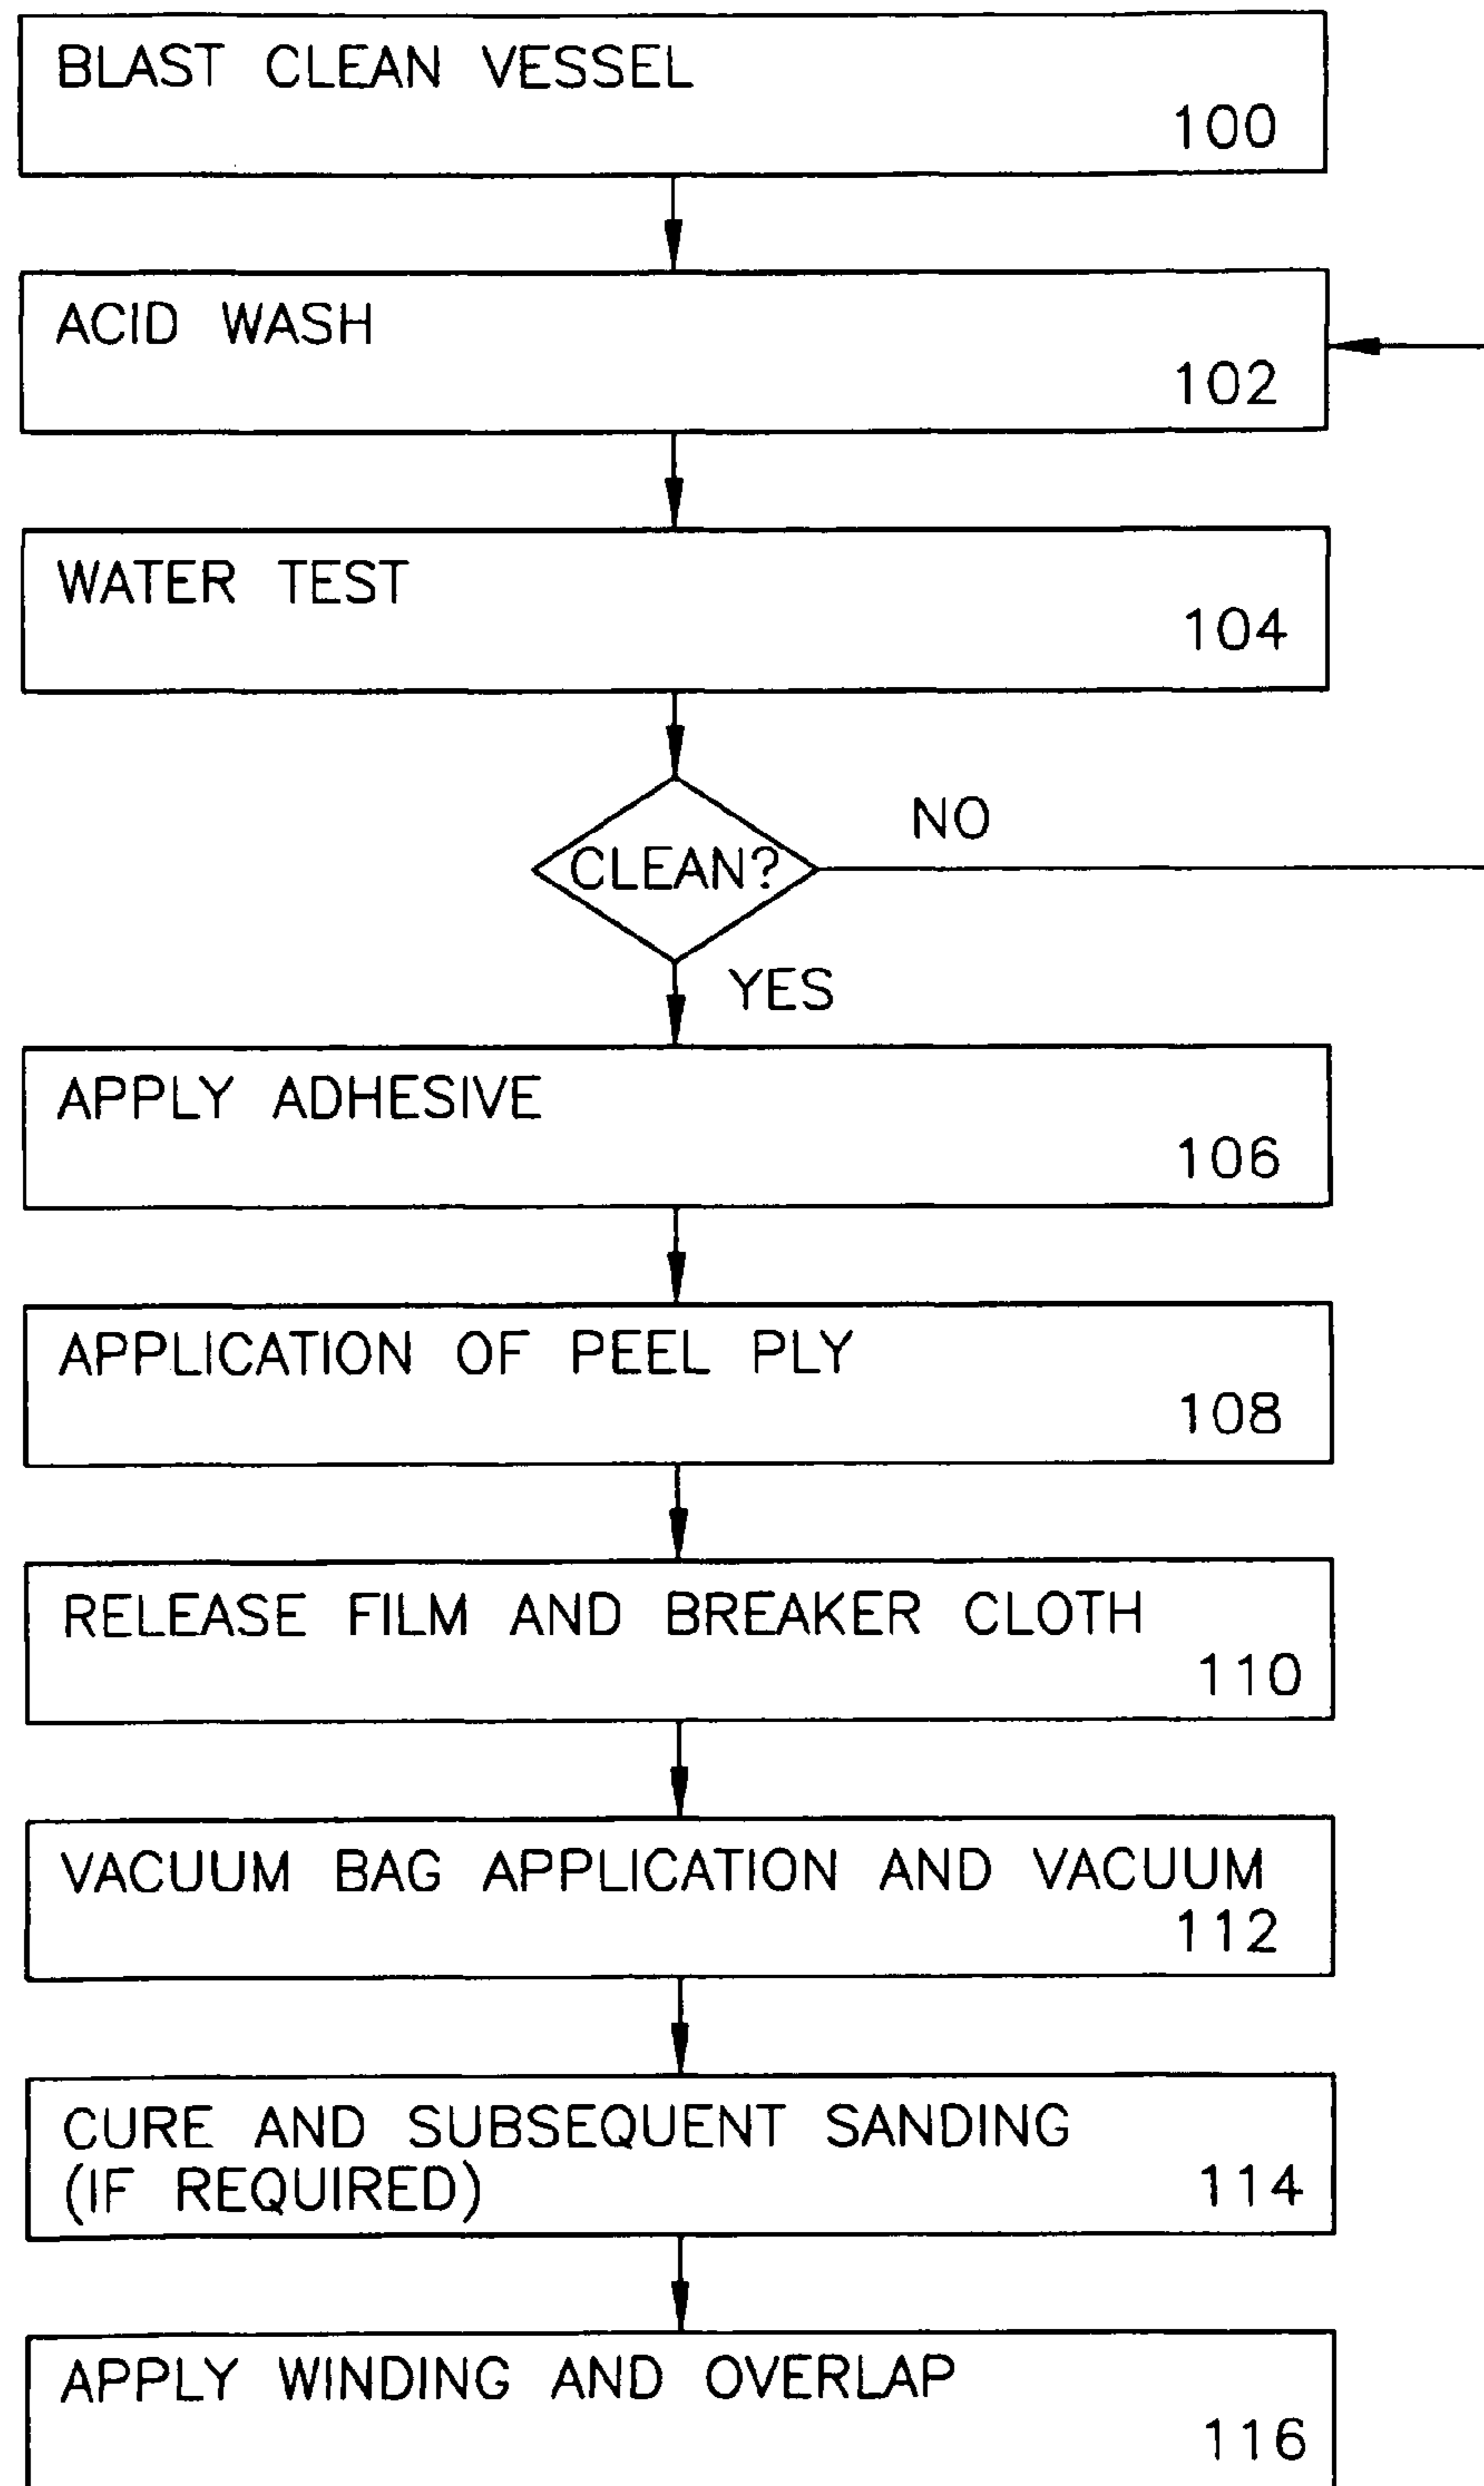 BLAST CLEAN VESSEL
100
ACID WASH
102
WATER TEST
104
NO
CLEAN?
YES
APPLY ADHESIVE
106
APPLICATION OF PEEL PLY
108
RELEASE FILM AND BREAKER CLOTH
110
VACUUM BAG APPLICATION AND VACUUM
112
CURE AND SUBSEQUENT SANDING
(IF REQUIRED) 114
APPLY WINDING AND OVERLAP
116